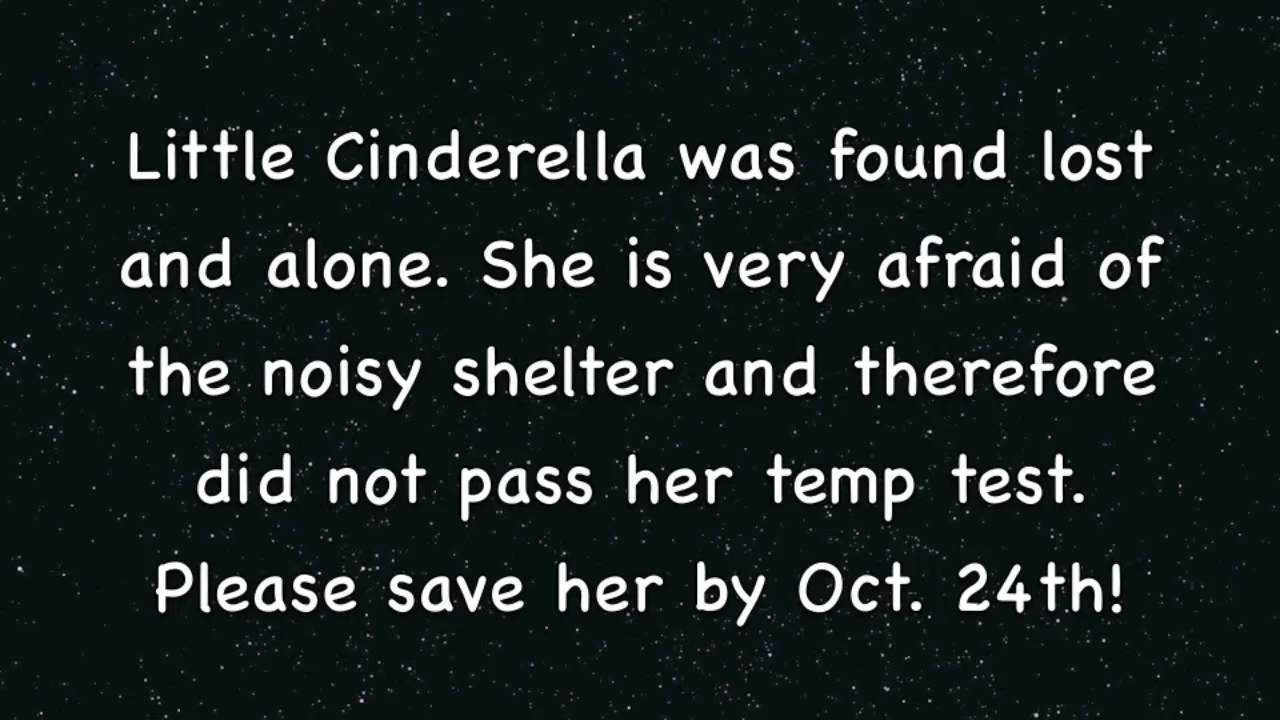 Little Cinderella was found lost
and alone. She is very afraid of
the noisy shelter and therefore
did not pass her temp test.
Please save her by Oct. 24th!